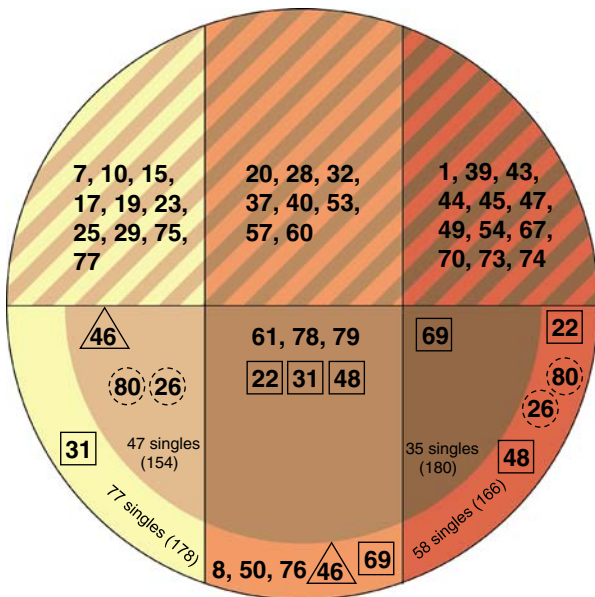 7, 10, 15,
17, 19, 23,
25, 29, 75,
77
20, 28, 32,
37, 40, 53,
57, 60
1, 39, 43,
44, 45, 47,
49, 54, 67,
70, 73, 74
46
80 26
31
47 singles
(154)
77 singles (178)
61, 78, 79
22 31 48
8, 50, 76 46 69
69
35 singles
(180)
22
80
26
48
58 singles (166)